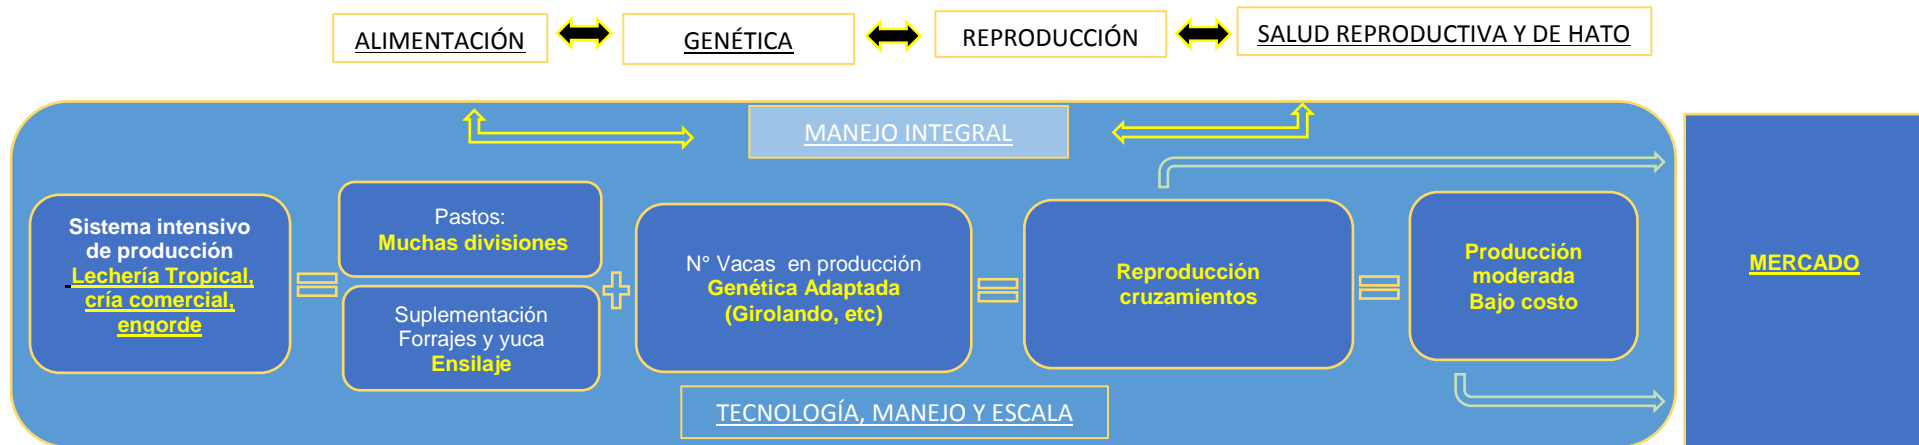 ALIMENTACIÓN
GENÉTICA
REPRODUCCIÓN
SALUD REPRODUCTIVA Y DE HATO
MANEJO INTEGRAL
Sistema intensivo
de producción
Lechería Tropical,
cría comercial,
engorde
Pastos:
Muchas divisiones
Suplementación
Forrajes y yuca
Ensilaje
N° Vacas en producción
Genética Adaptada
(Girolando, etc)
Reproducción
cruzamientos
Producción
moderada
Bajo costo
MERCADO
TECNOLOGÍA, MANEJO Y ESCALA